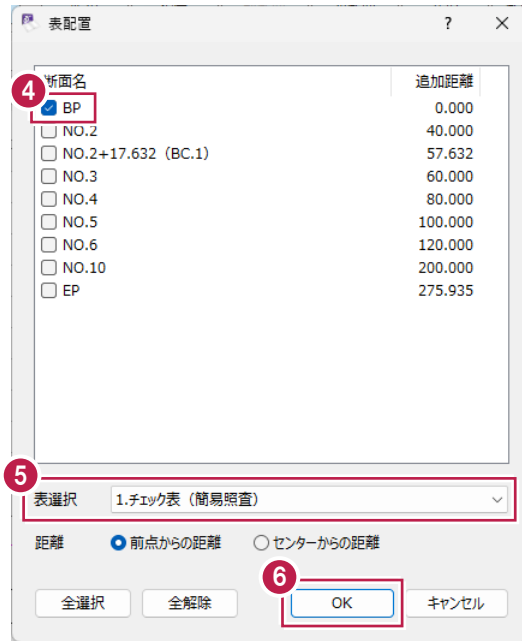 表配置 ? ×
断面名 追加距離
4
BP 0.000
NO.2 40.000
NO.2+17.632（BC.1） 57.632
NO.3 60.000
NO.4 80.000
NO.5 100.000
NO.6 120.000
NO.10 200.000
EP 275.935
5
表選択 1.チェック表（簡易照査）
距離 前点からの距離 センターからの距離
6
全選択 全解除 OK キャンセル